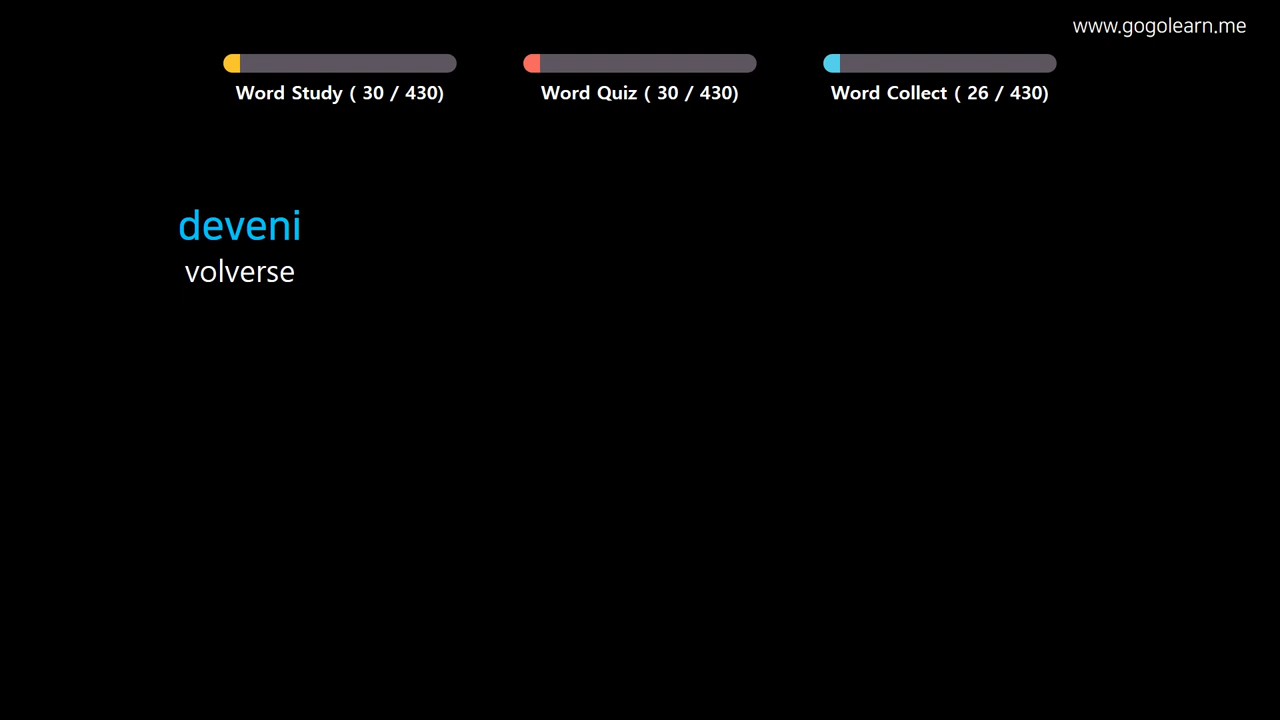 www.gogolearn.me
Word Study ( 30 / 430)
Word Quiz ( 30 / 430)
Word Collect ( 26 / 430)
deveni
volverse